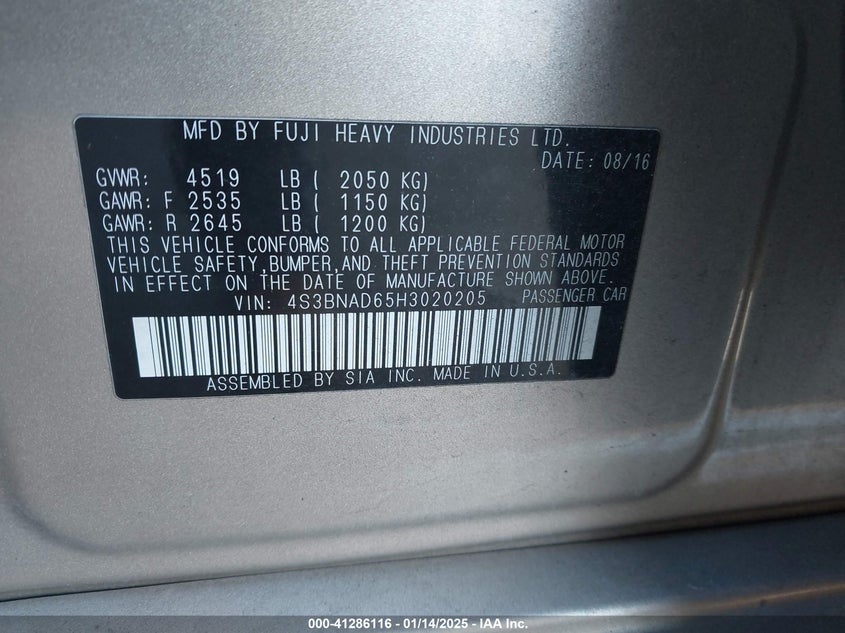 MFD BY FUJI HEAVY INDUSTRIES LTD.
DATE: 08/16
GVWR: 4519 LB ( 2050 KG)
GAWR: F 2535 LB ( 1150 KG)
GAWR: R 2645 LB ( 1200 KG)
THIS VEHICLE CONFORMS TO ALL APPLICABLE FEDERAL MOTOR
VEHICLE SAFETY,BUMPER,AND THEFT PREVENTION STANDARDS
IN EFFECT ON THE DATE OF MANUFACTURE SHOWN ABOVE.
VIN: 4S3BNAD65H3020205 PASSENGER CAR
ASSEMBLED BY SIA INC. MADE IN U.S.A.
000-41286116 - 01/14/2025 - IAA Inc.